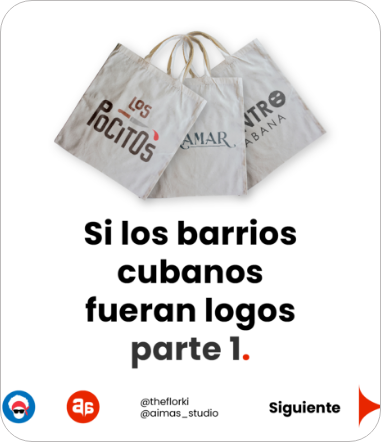 LOS
POCITOS
AMAR
NTRO
ABANA
Si los barrios
cubanos
fueran logos
parte 1.
@theflorki
@aimas_studio
Siguiente